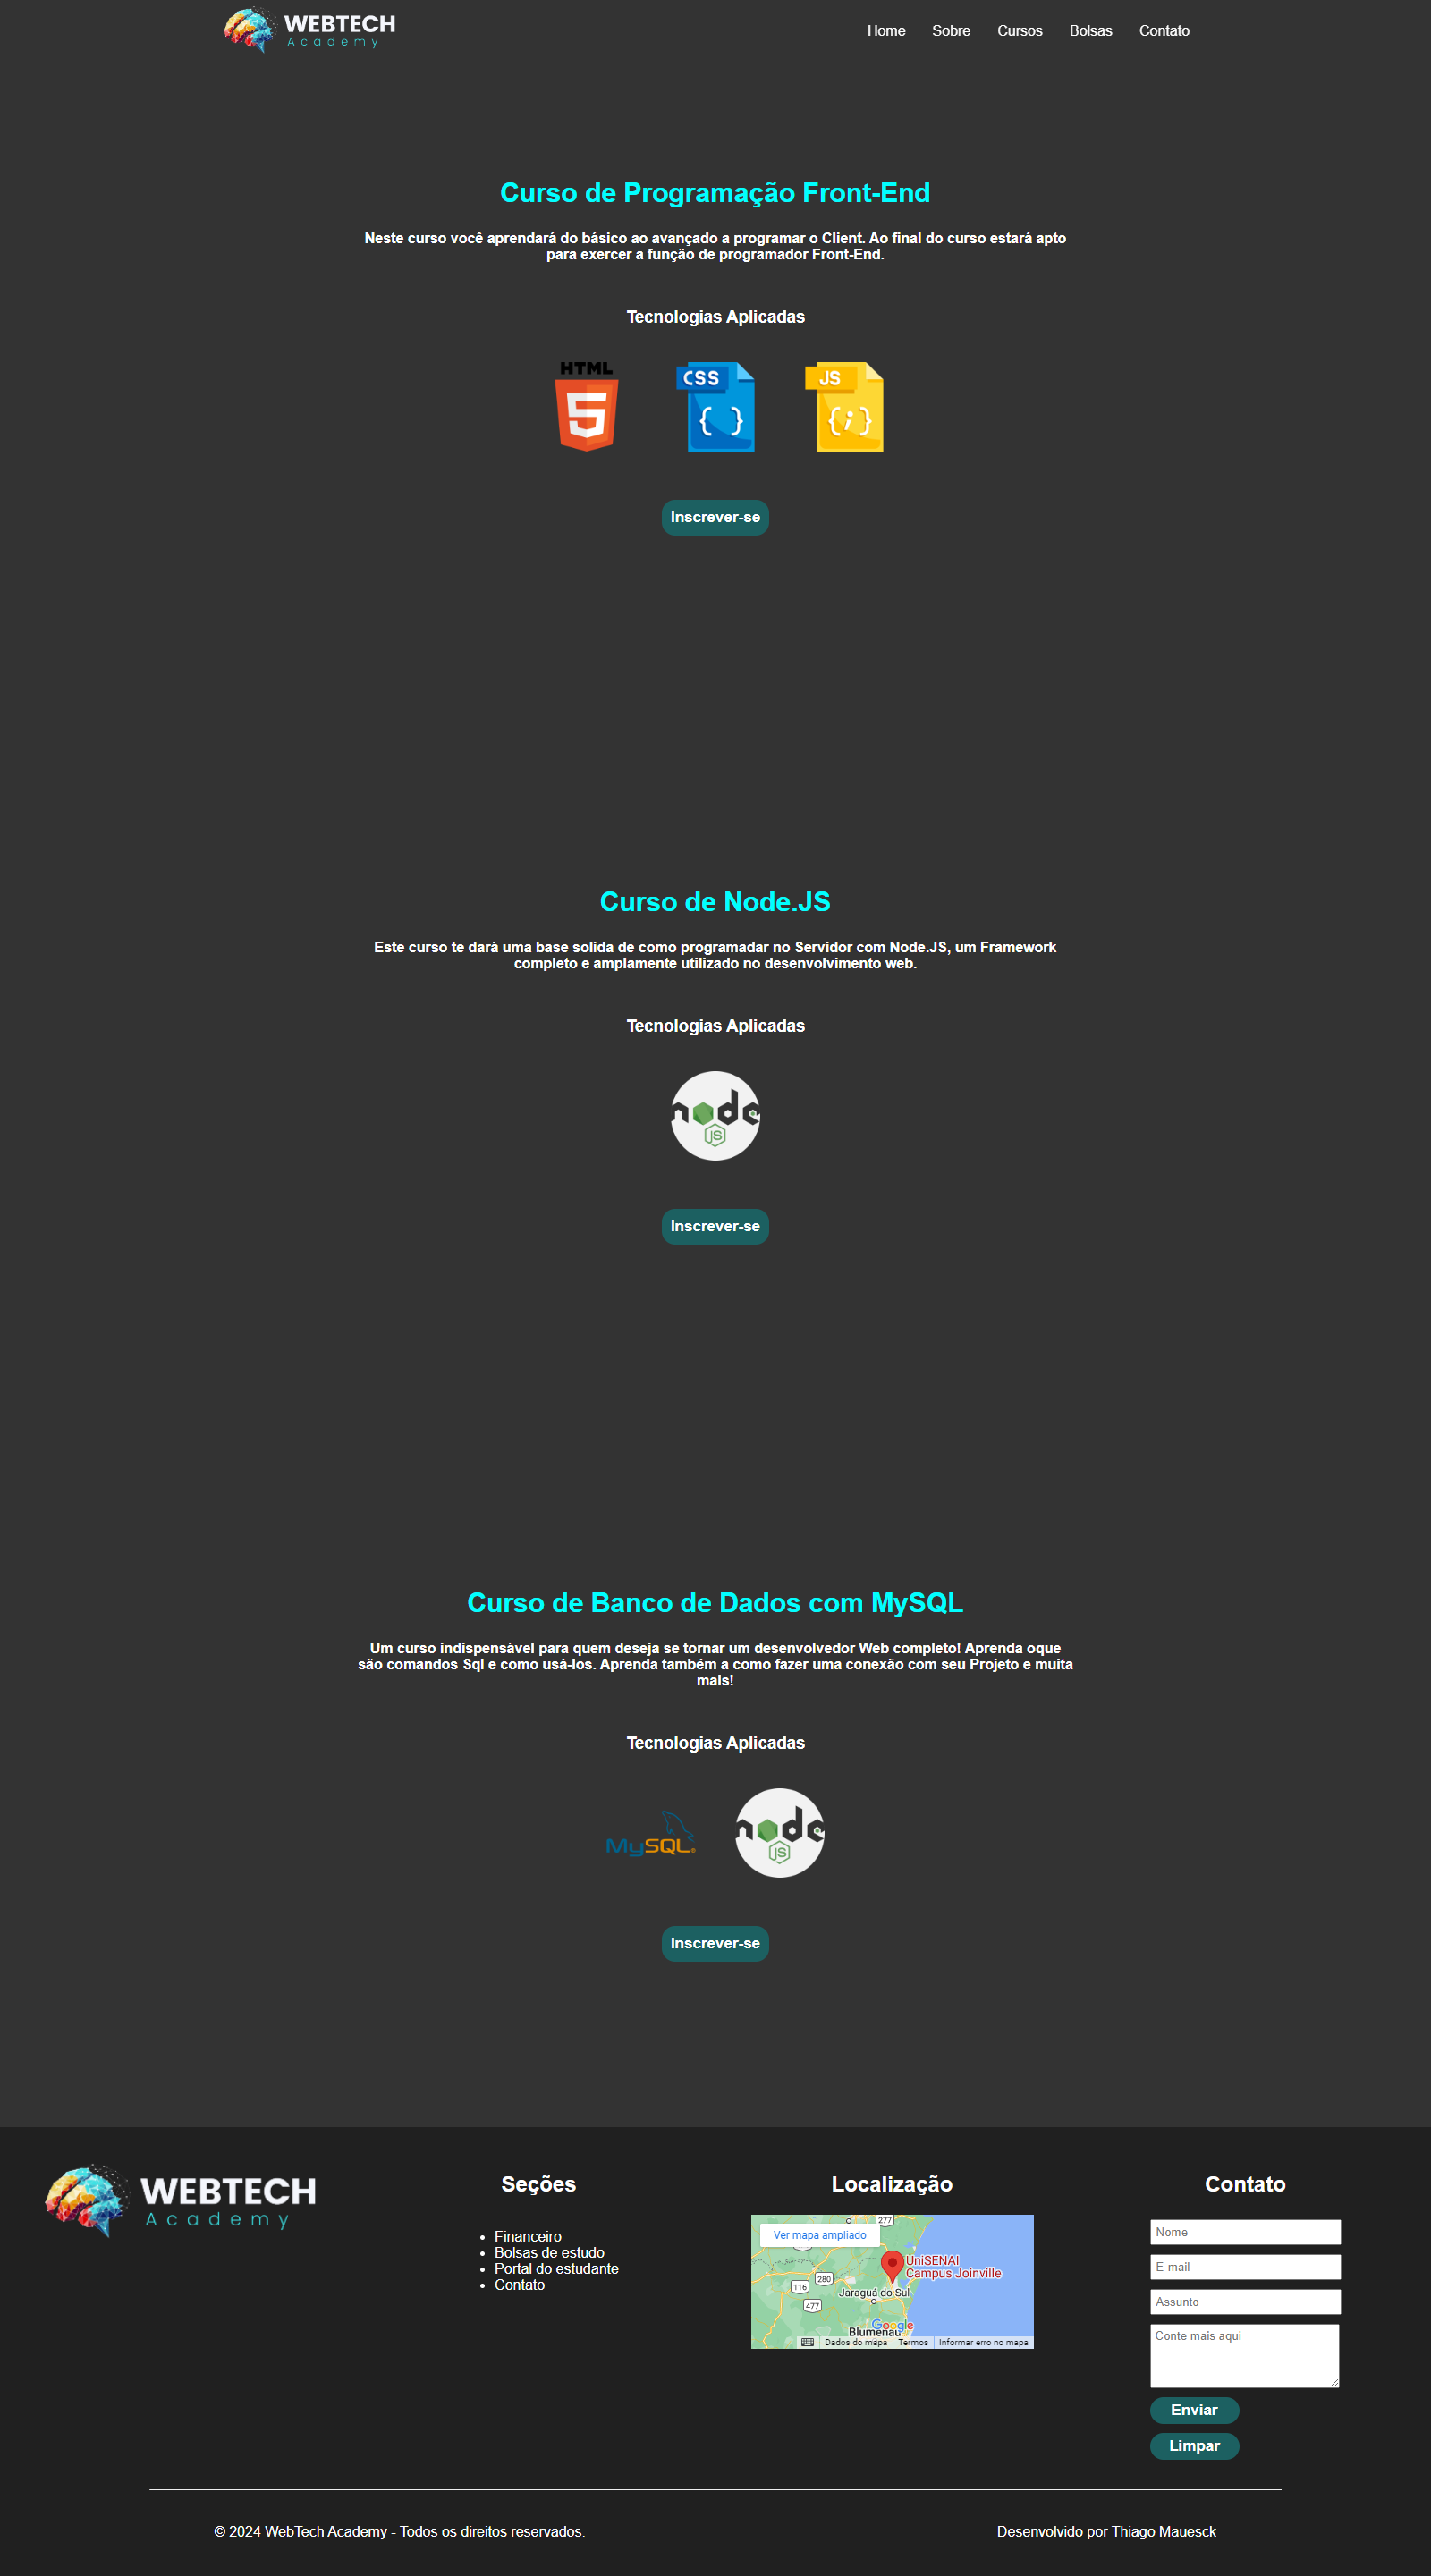 WEBTECH
Academy
Home Sobre Cursos Bolsas Contato
Curso de Programação Front-End
Neste curso você aprendará do básico ao avançado a programar o Client. Ao final do curso estará apto
para exercer a função de programador Front-End.
Tecnologias Aplicadas
HTML
5
CSS
{ }
JS
{;}
Inscrever-se
Curso de Node.JS
Este curso te dará uma base solida de como programadar no Servidor com Node.JS, um Framework
completo e amplamente utilizado no desenvolvimento web.
Tecnologias Aplicadas
node
JS
Inscrever-se
Curso de Banco de Dados com MySQL
Um curso indispensável para quem deseja se tornar um desenvolvedor Web completo! Aprenda oque
são comandos Sql e como usá-los. Aprenda também a como fazer uma conexão com seu Projeto e muita
mais!
Tecnologias Aplicadas
MySQL®
node
JS
Inscrever-se
WEBTECH
Academy
Seções
Financeiro
Bolsas de estudo
Portal do estudante
Contato
Localização
277
Ver mapa ampliado
UniSENAI
Campus Joinville
280
116
Jaraguá do Sul
477
Google
Blumenau
Dados do mapa Termos Informar erro no mapa
Contato
Nome
E-mail
Assunto
Conte mais aqui
Enviar
Limpar
© 2024 WebTech Academy - Todos os direitos reservados.
Desenvolvido por Thiago Mauesck